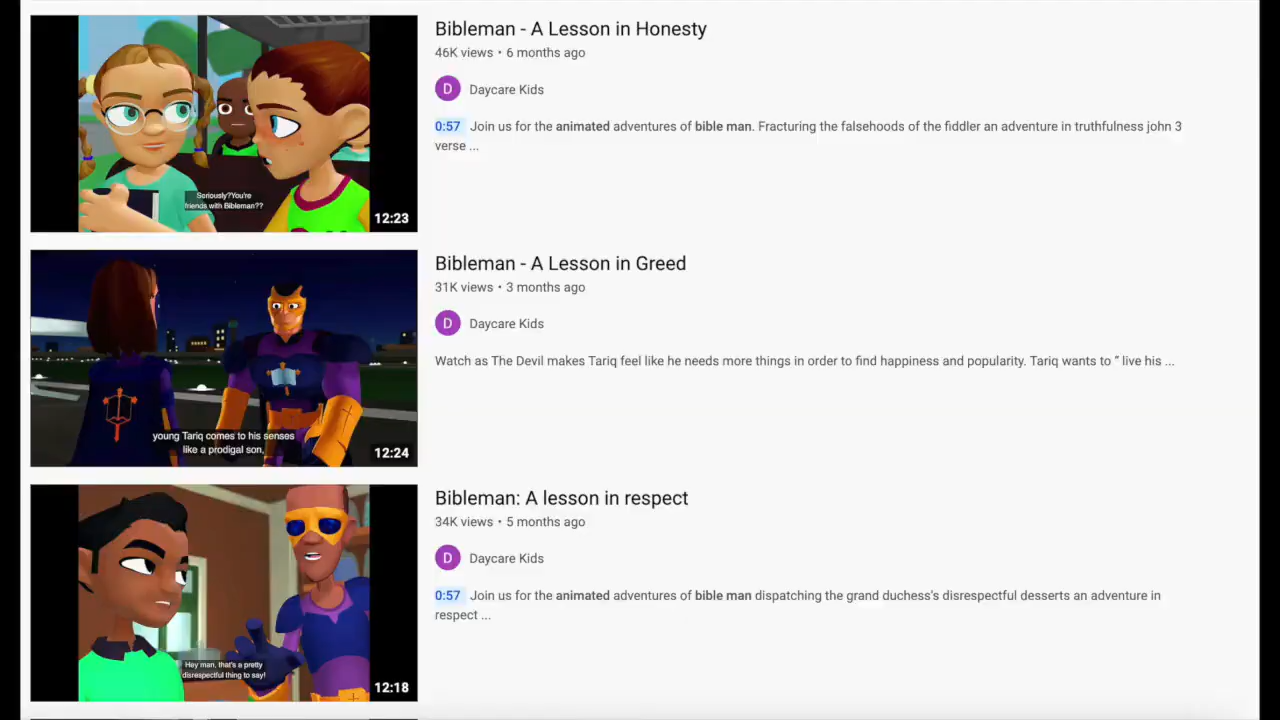 Bibleman - A Lesson in Honesty
46K views • 6 months ago
D Daycare Kids
0:57 Join us for the animated adventures of bible man. Fracturing the falsehoods of the fiddler an adventure in truthfulness john 3
verse ...
Seriously?You're
friends with Bibleman??
12:23
Bibleman - A Lesson in Greed
31K views • 3 months ago
D Daycare Kids
Watch as The Devil makes Tariq feel like he needs more things in order to find happiness and popularity. Tariq wants to “ live his ...
young Tariq comes to his senses
like a prodigal son,
12:24
Bibleman: A lesson in respect
34K views • 5 months ago
D Daycare Kids
0:57 Join us for the animated adventures of bible man dispatching the grand duchess's disrespectful desserts an adventure in
respect ...
Hey man, that's a pretty
disrespectful thing to say!
12:18